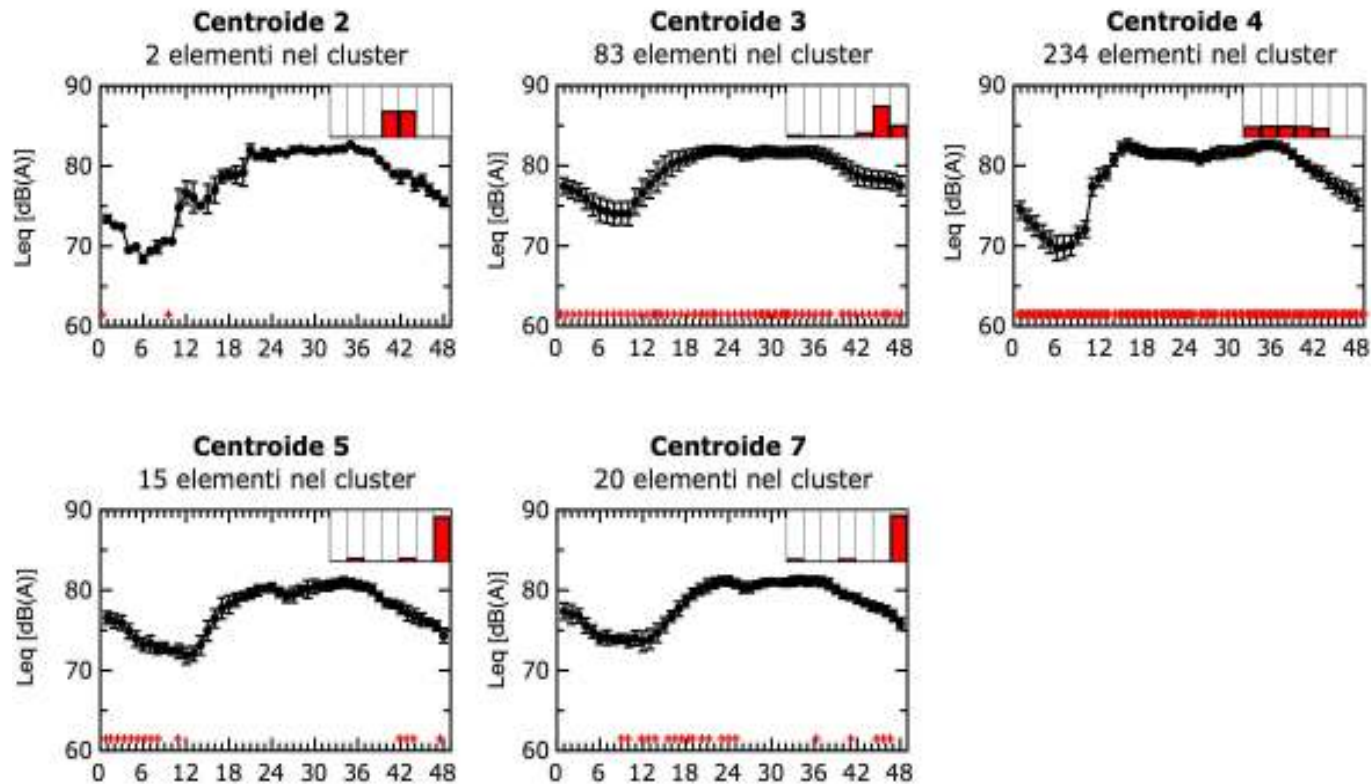 Centroide 2
2 elementi nel cluster
Centroide 3
83 elementi nel cluster
Centroide 4
234 elementi nel cluster
90
80
70
60
Leq [dB(A)]
0 6 12 18 24 30 36 42 48
90
80
70
60
Leq [dB(A)]
0 6 12 18 24 30 36 42 48
90
80
70
60
Leq [dB(A)]
0 6 12 18 24 30 36 42 48
Centroide 5
15 elementi nel cluster
Centroide 7
20 elementi nel cluster
90
80
70
60
Leq [dB(A)]
0 6 12 18 24 30 36 42 48
90
80
70
60
Leq [dB(A)]
0 6 12 18 24 30 36 42 48